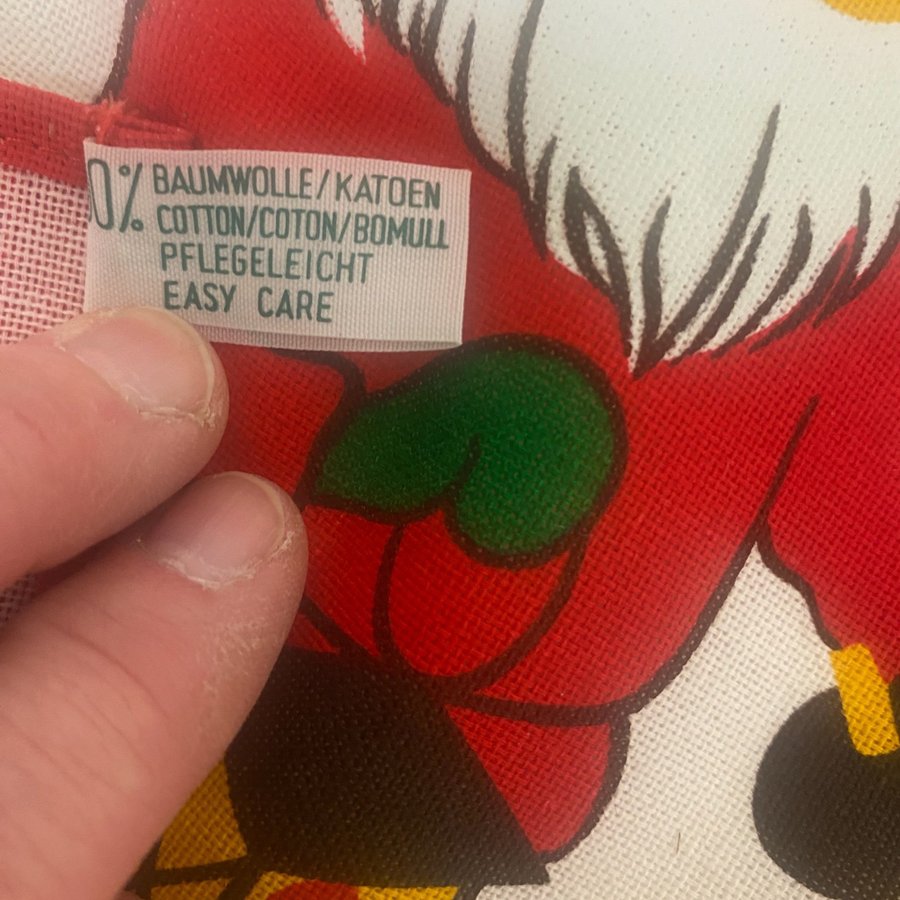 0% BAUMWOLLE/KATOEN
COTTON/COTON/BOMULL
PFLEGELEICHT
EASY CARE